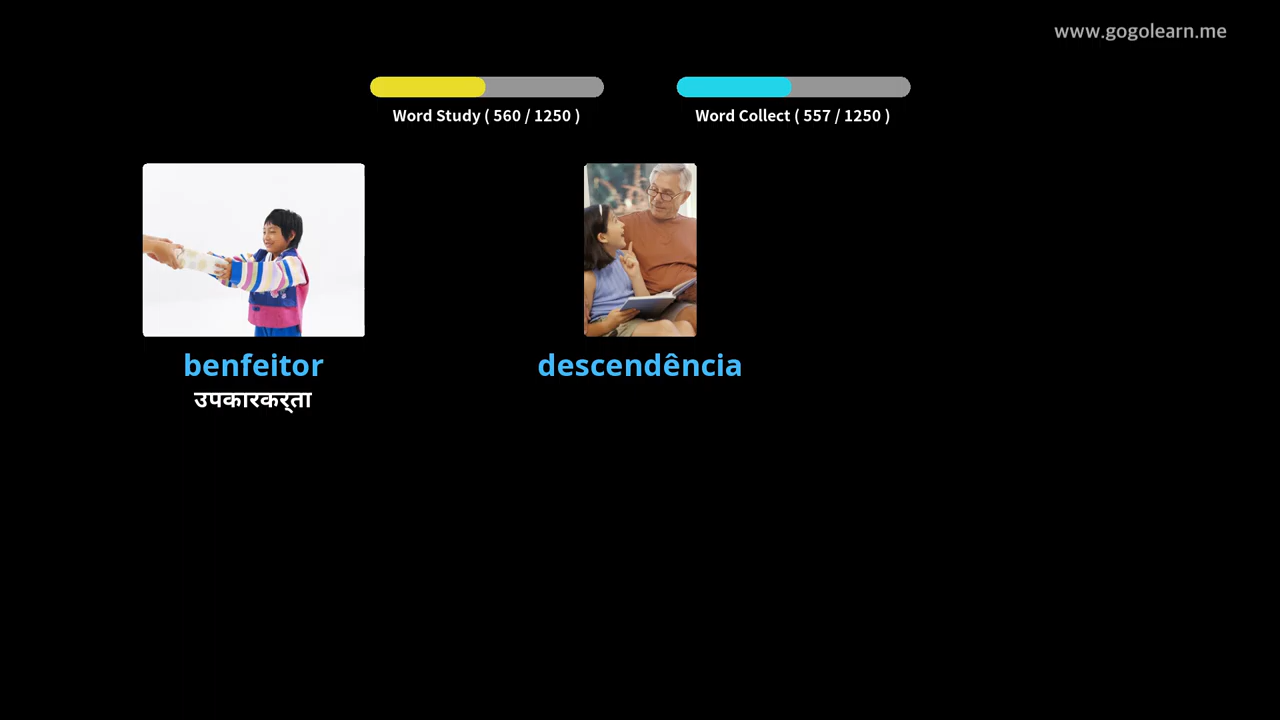 www.gogolearn.me
Word Study ( 560 / 1250 )
Word Collect ( 557 / 1250 )
benfeitor
उपकारकर्ता
descendência